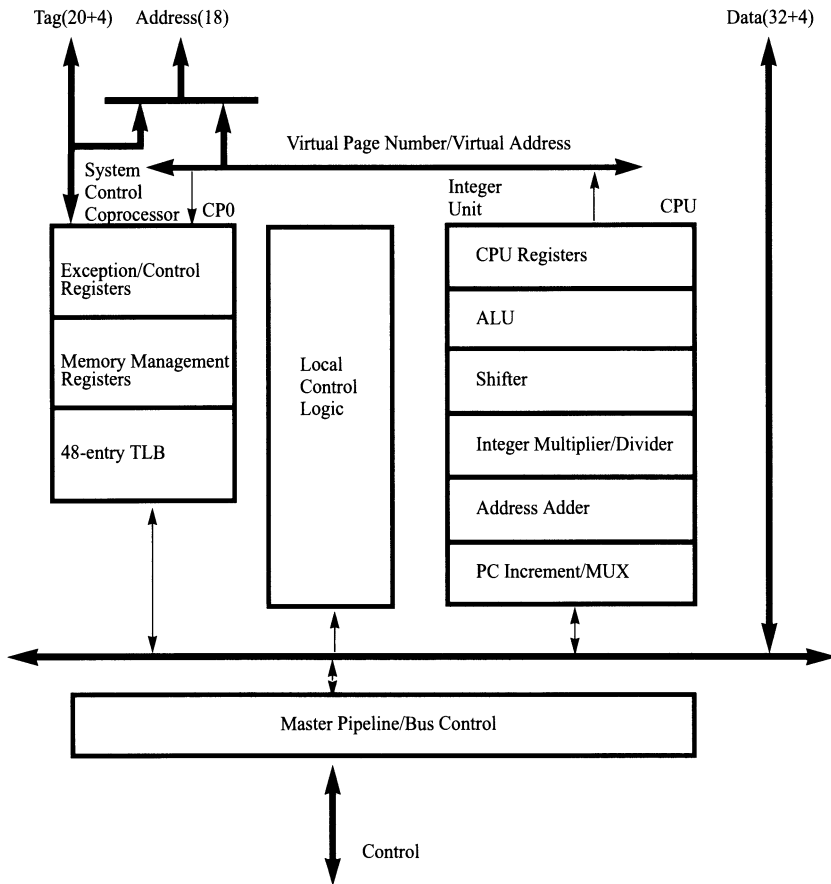 Tag(20+4)
Address(18)
Data(32+4)
Virtual Page Number/Virtual Address
System
Control
Coprocessor
CP0
Integer
Unit
CPU
Exception/Control
Registers
Memory Management
Registers
48-entry TLB
Local
Control
Logic
CPU Registers
ALU
Shifter
Integer Multiplier/Divider
Address Adder
PC Increment/MUX
Master Pipeline/Bus Control
Control